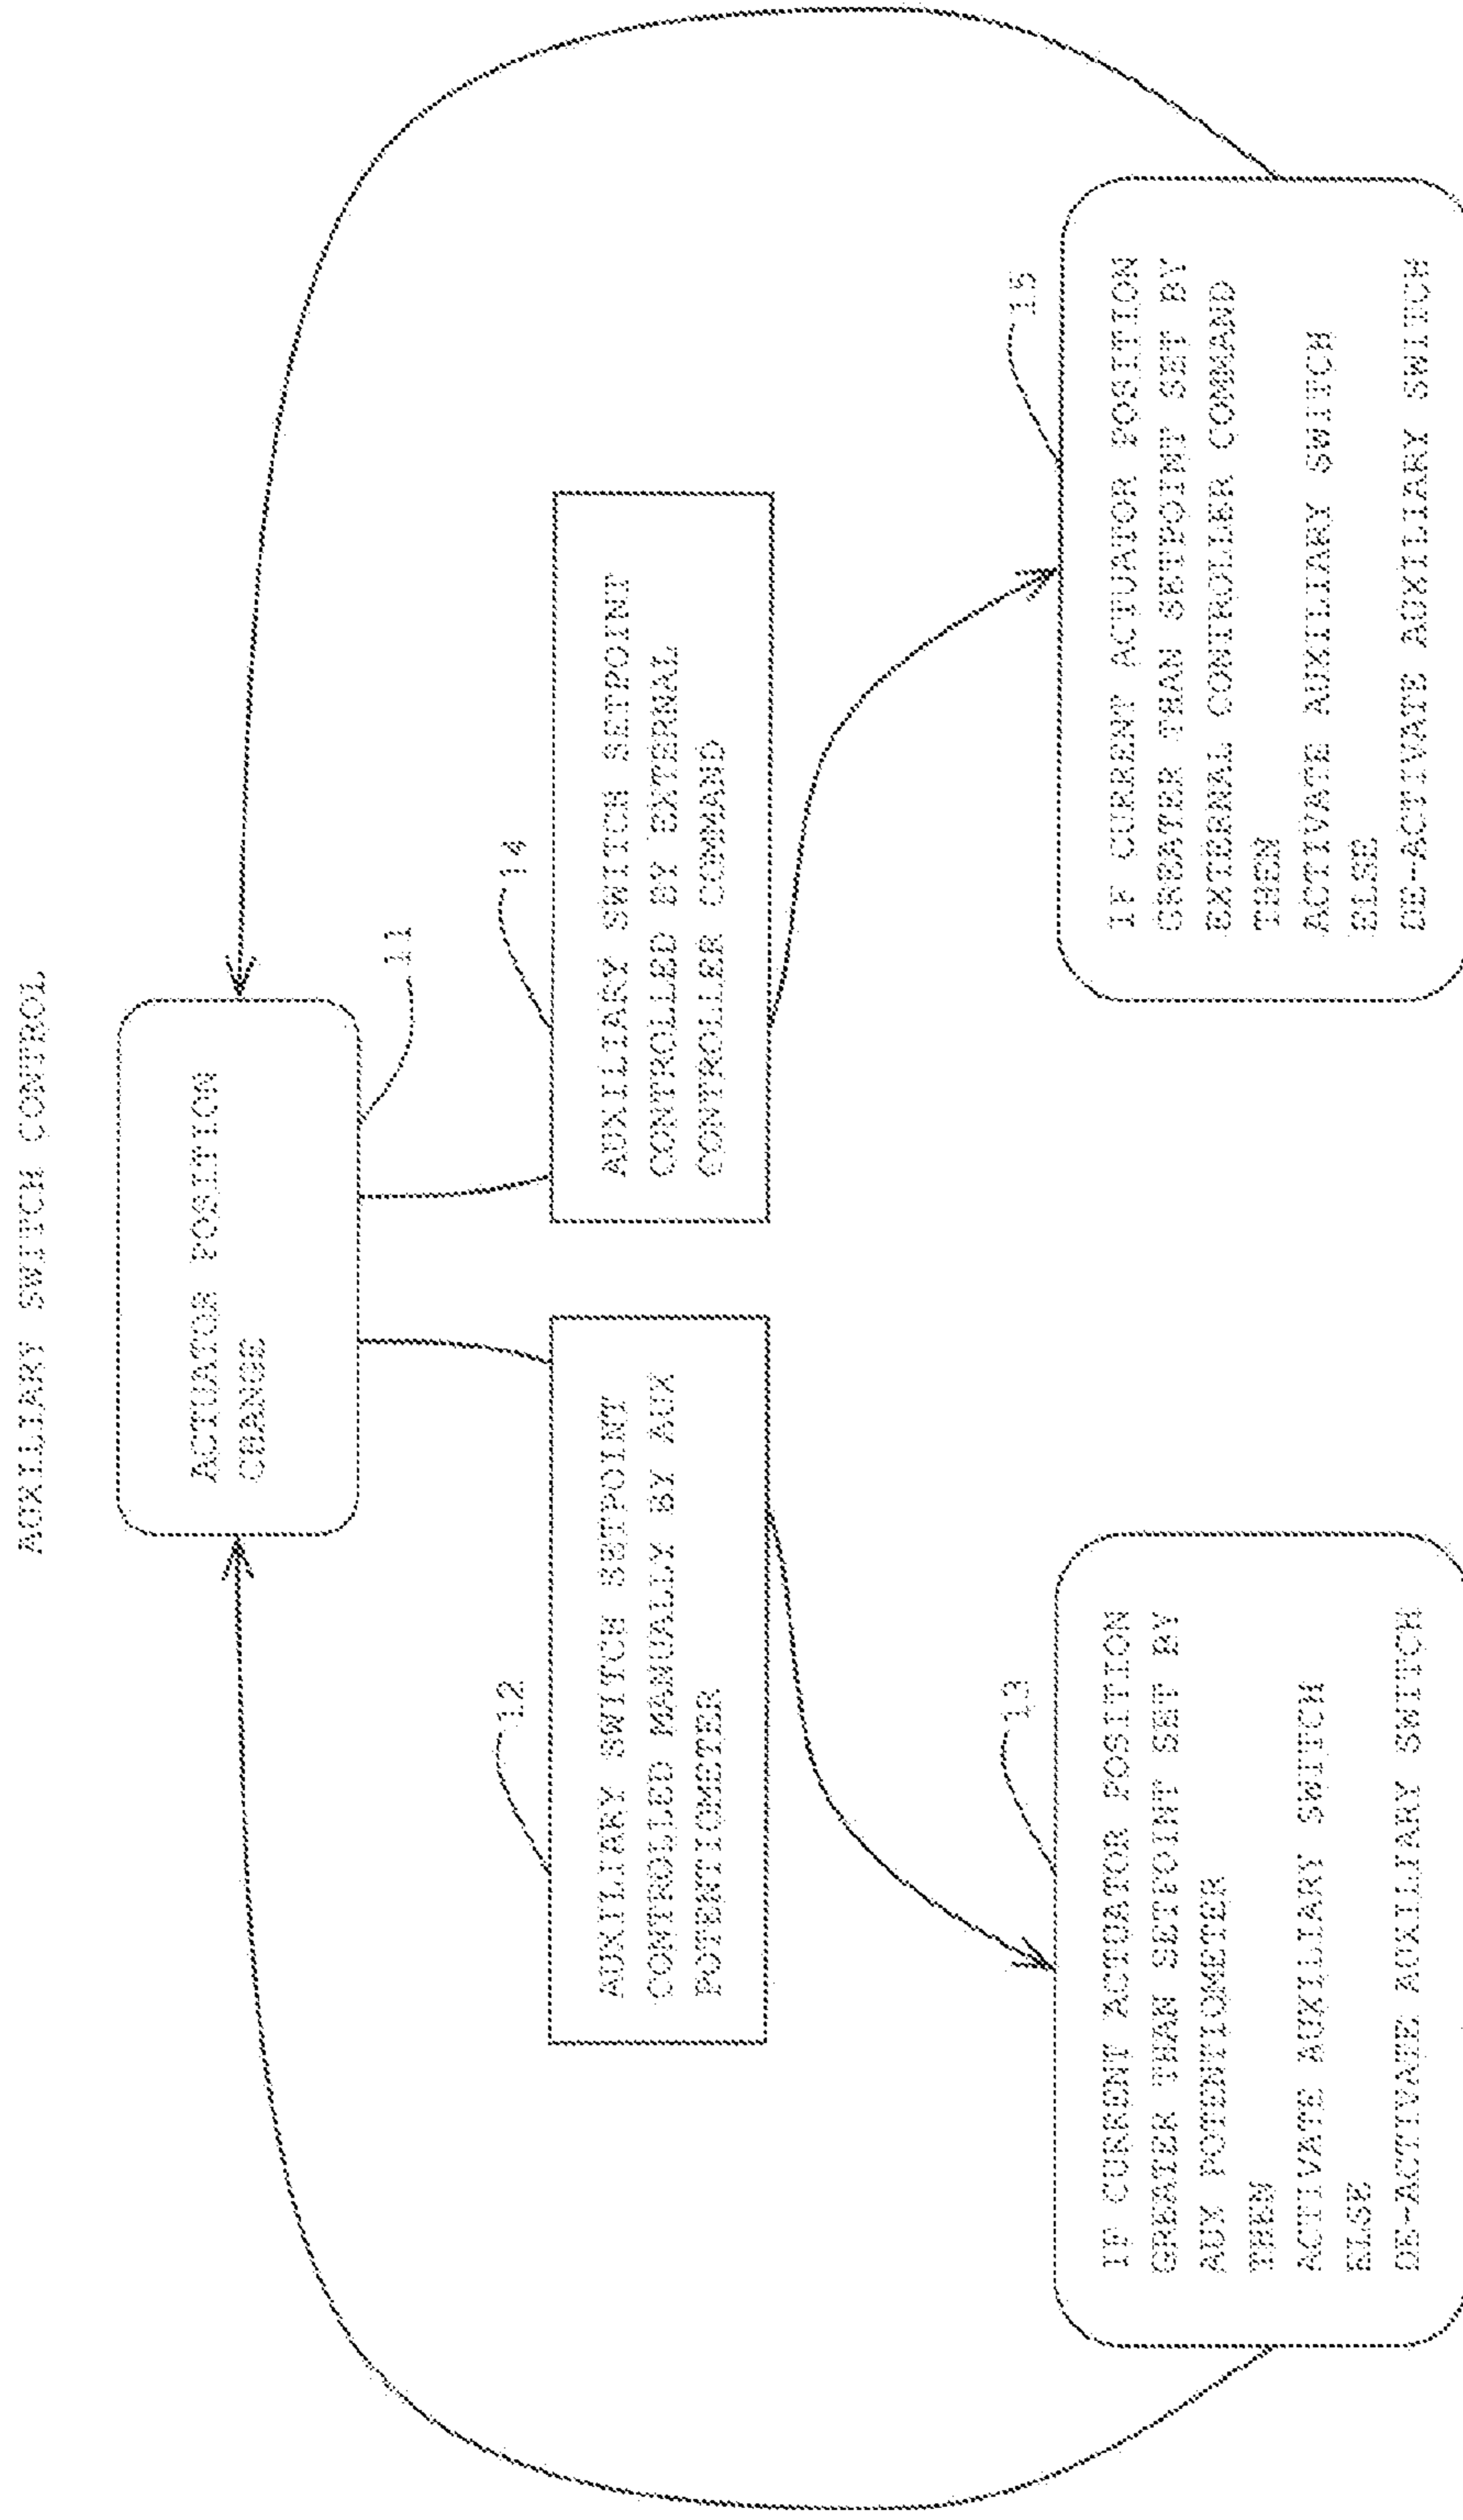 AUXILIARY SWITCH CONTROL
ACTUATOR POSITION
CHANGE
11
12
AUXILIARY SWITCH SETPOINT
CONTROLLED MANUALLY BY AUX
POTENTIOMETER
14
AUXILIARY SWITCH SETPOINT
CONTROLLED BY EXTERNAL
CONTROLLER COMMAND
13
IF CURRENT ACTUATOR POSITION
GREATER THAN SETPOINT SET BY
AUX POTENTIOMETER
THEN
ACTIVATE AUXILIARY SWITCH
ELSE
DE-ACTIVATE AUXILIARY SWITCH
15
IF CURRENT ACTUATOR POSITION
GREATER THAN SETPOINT SET BY
EXTERNAL CONTROLLER COMMAND
THEN
ACTIVATE AUXILIARY SWITCH
ELSE
DE-ACTIVATE AUXILIARY SWITCH